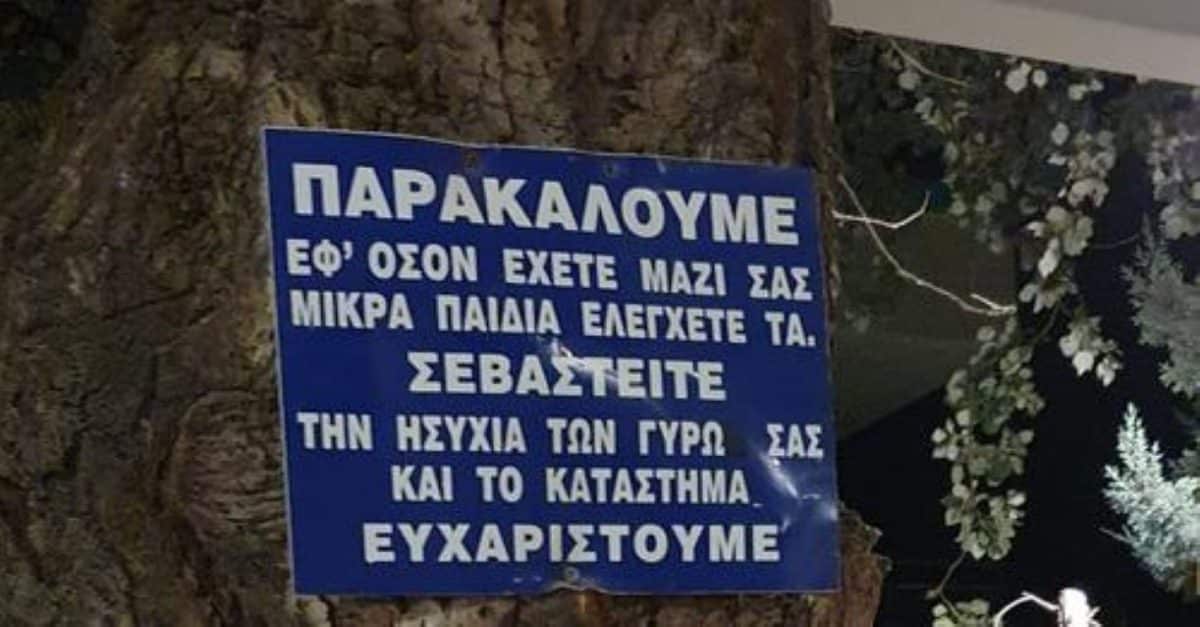 ΠΑΡΑΚΑΛΟΥΜΕ
ΕΦ' ΟΣΟΝ ΕΧΕΤΕ ΜΑΖΙ ΣΑΣ
ΜΙΚΡΑ ΠΑΙΔΙΑ ΕΛΕΓΧΕΤΕ ΤΑ.
ΣΕΒΑΣΤΕΙΤΕ
ΤΗΝ ΗΣΥΧΙΑ ΤΩΝ ΓΥΡΩ ΣΑΣ
ΚΑΙ ΤΟ ΚΑΤΑΣΤΗΜΑ
ΕΥΧΑΡΙΣΤΟΥΜΕ